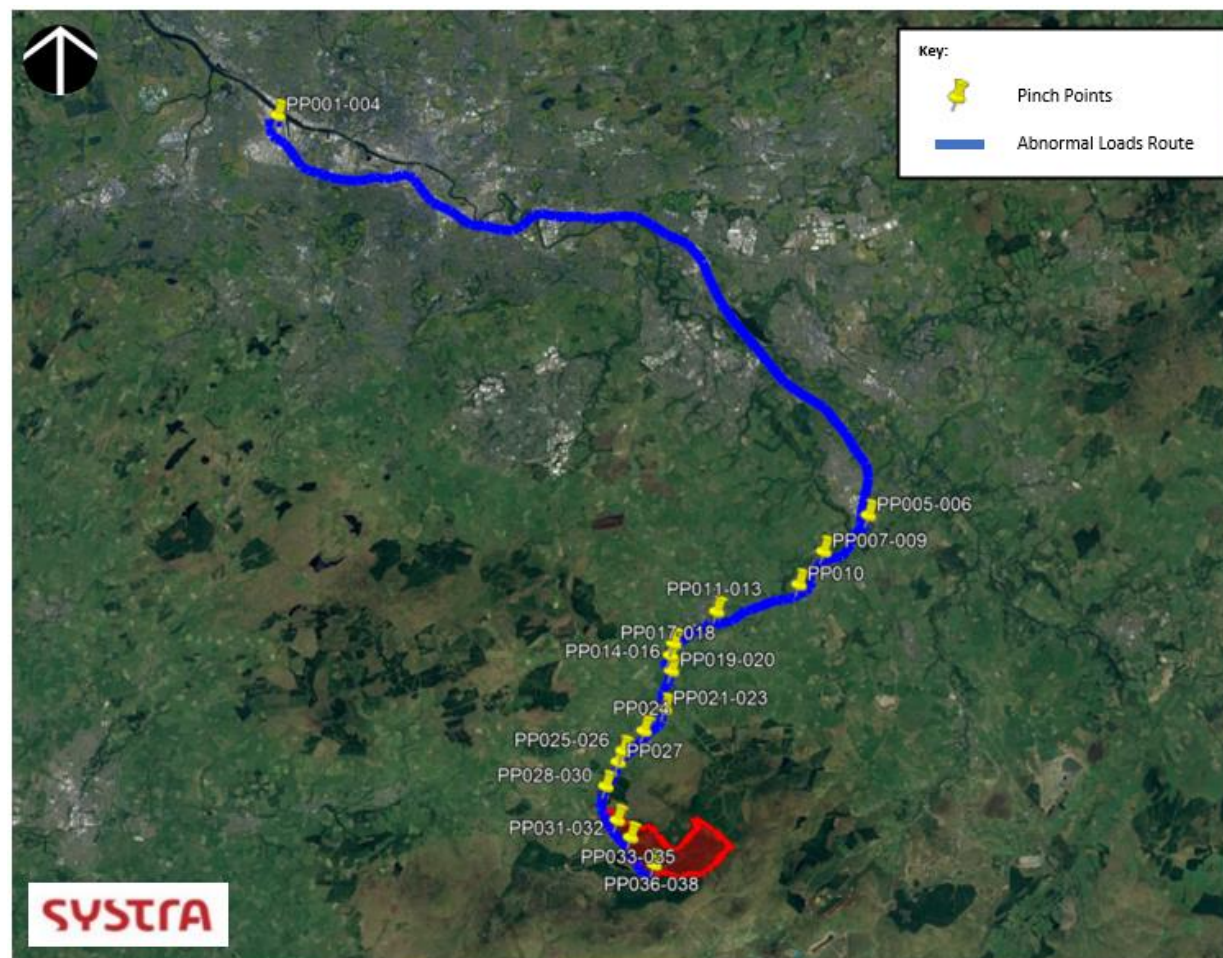 Key:
Pinch Points
Abnormal Loads Route
PP001-004
PP005-006
PP007-009
PP010
PP011-013
PP017-018
PP014-016
PP019-020
PP021-023
PP024
PP025-026
PP027
PP028-030
PP031-032
PP033-035
PP036-038
SYSTRA